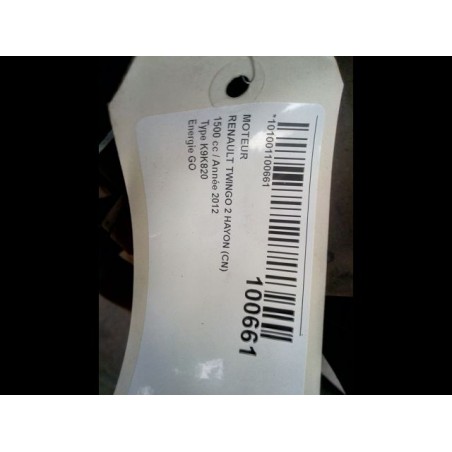 *101001100661
100661
MOTEUR
RENAULT TWINGO 2 HAYON (CN)
1500 cc / Année 2012
Type K9K820
Energie GO